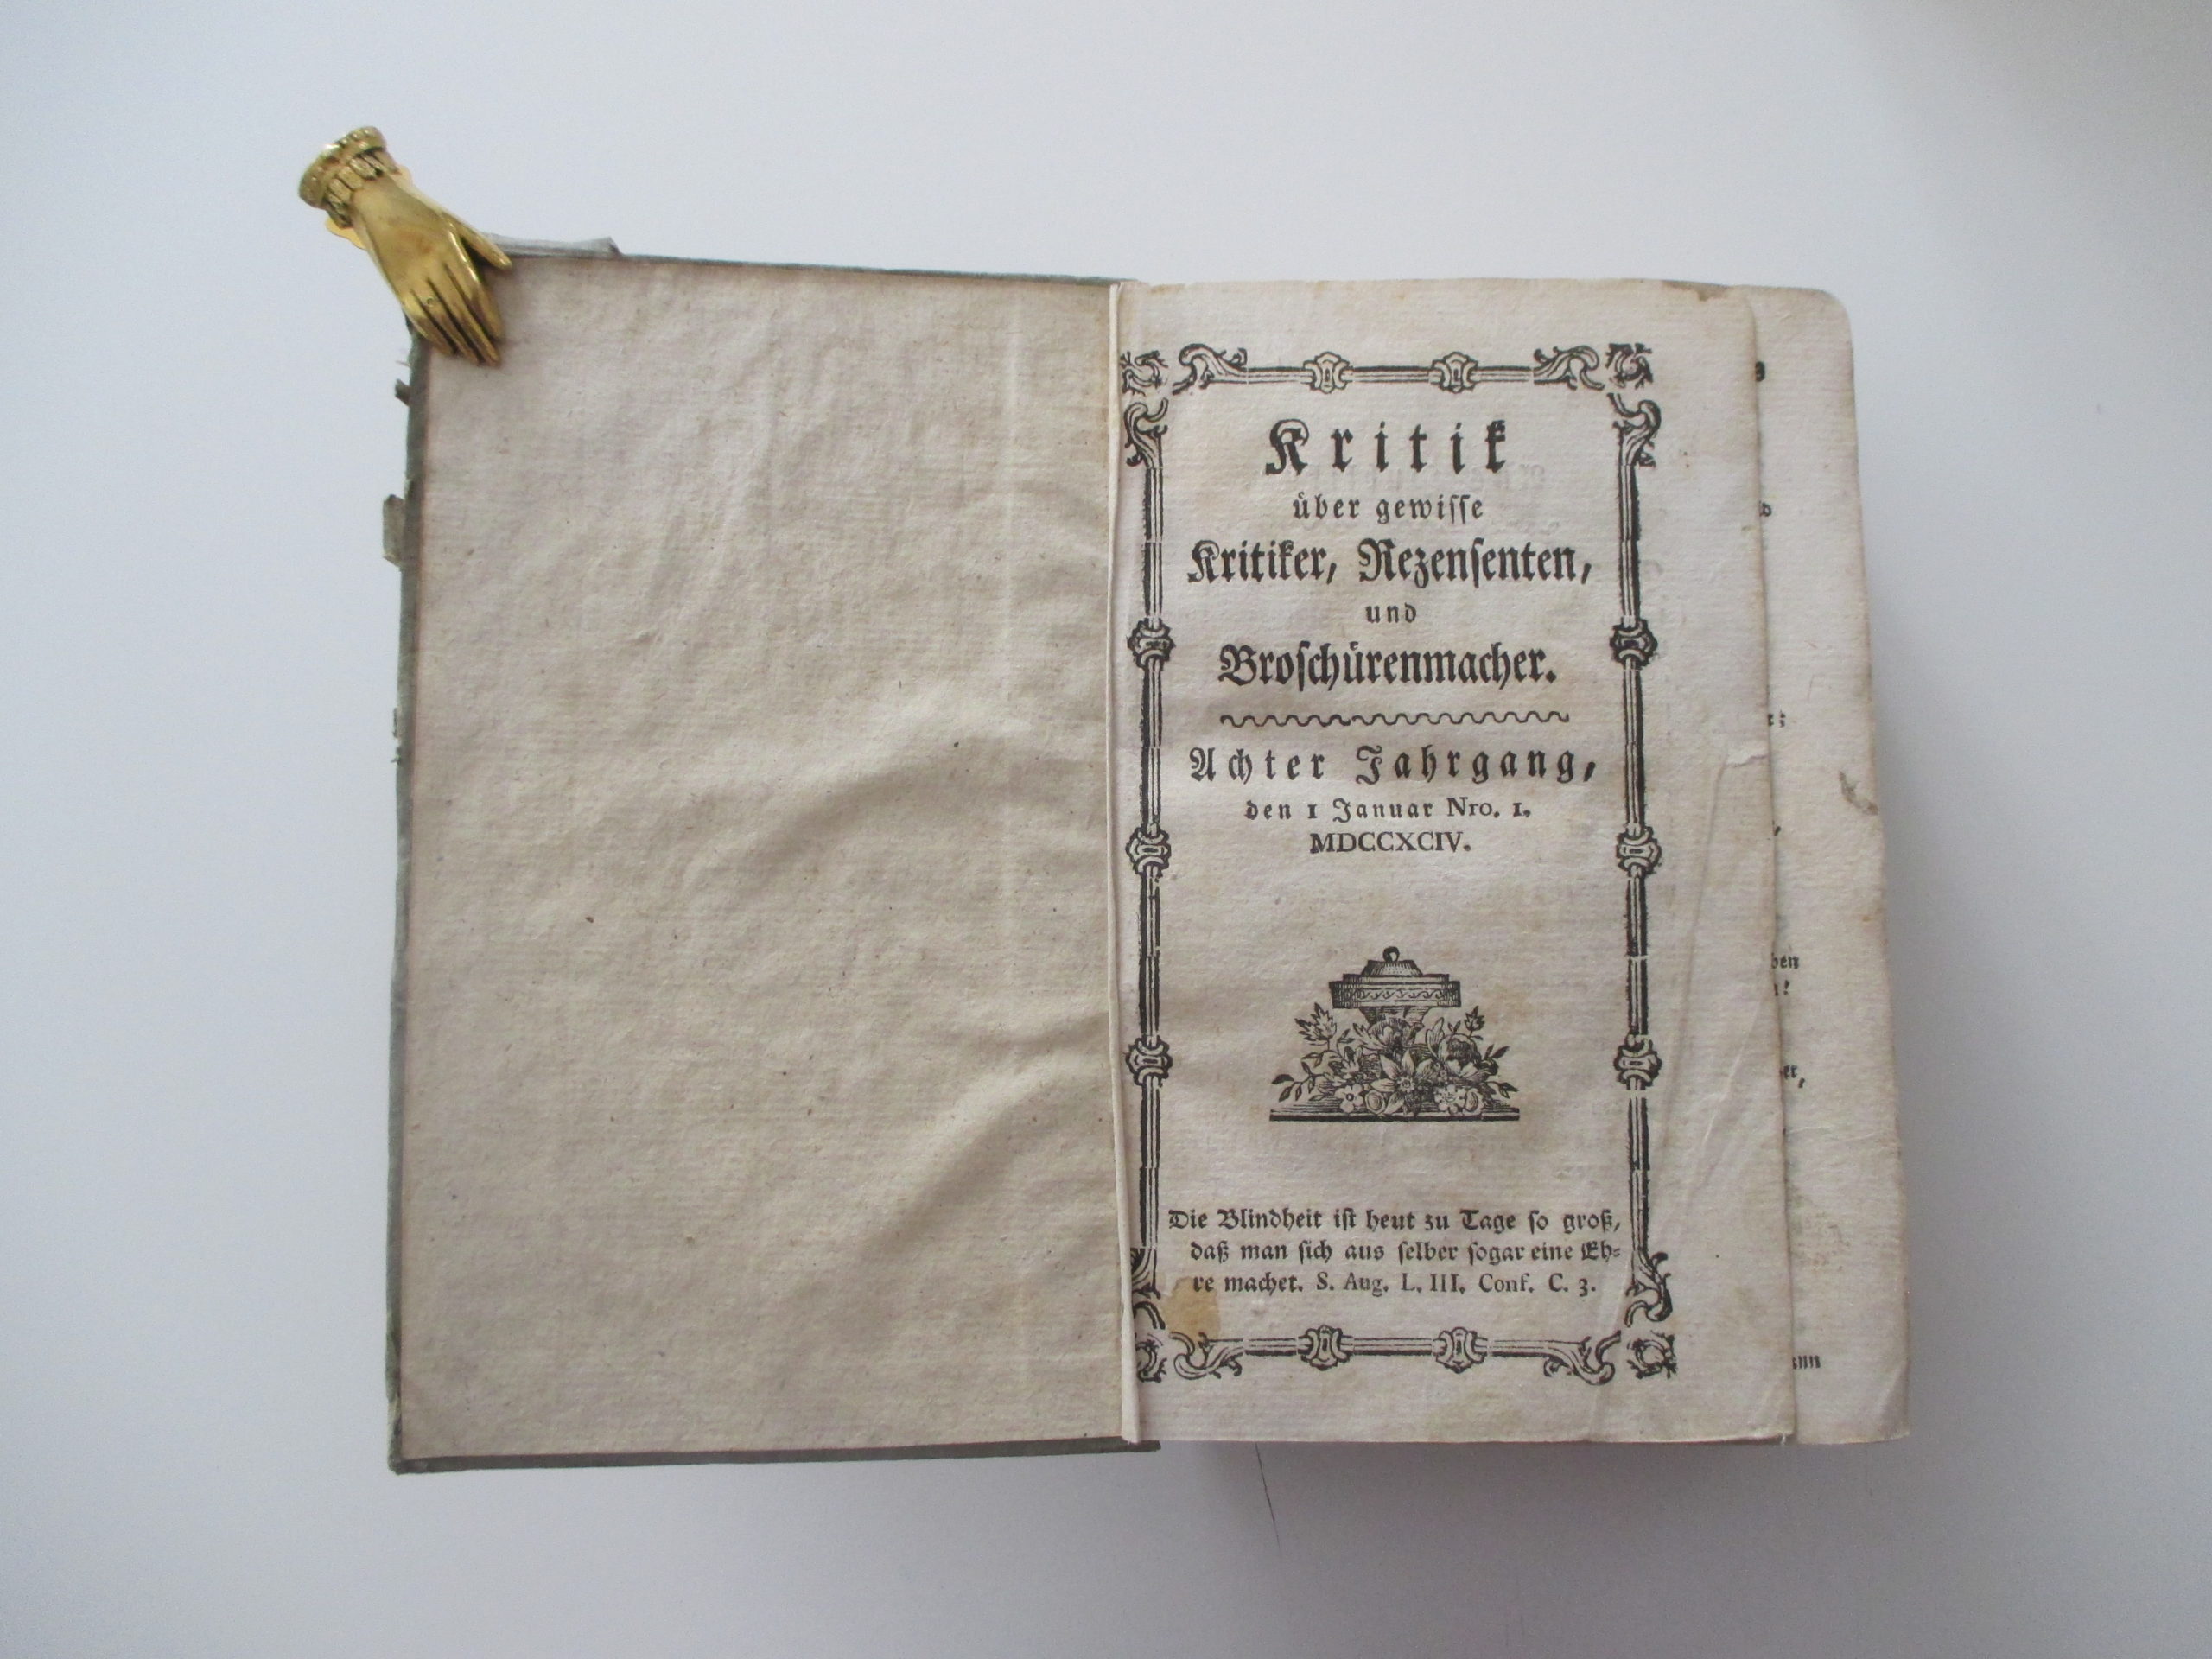 Kritik
über gewiſſe
Kritiker, Rezenſenten,
und
Broſchürenmacher.
Achter Jahrgang,
den 1 Januar Nro. 1.
MDCCXCIV.
Die Blindheit iſt heut zu Tage ſo groß,
daß man ſich aus ſelber ſogar eine Eh⸗
re machet. S. Aug. L. III. Conf. C. 3.